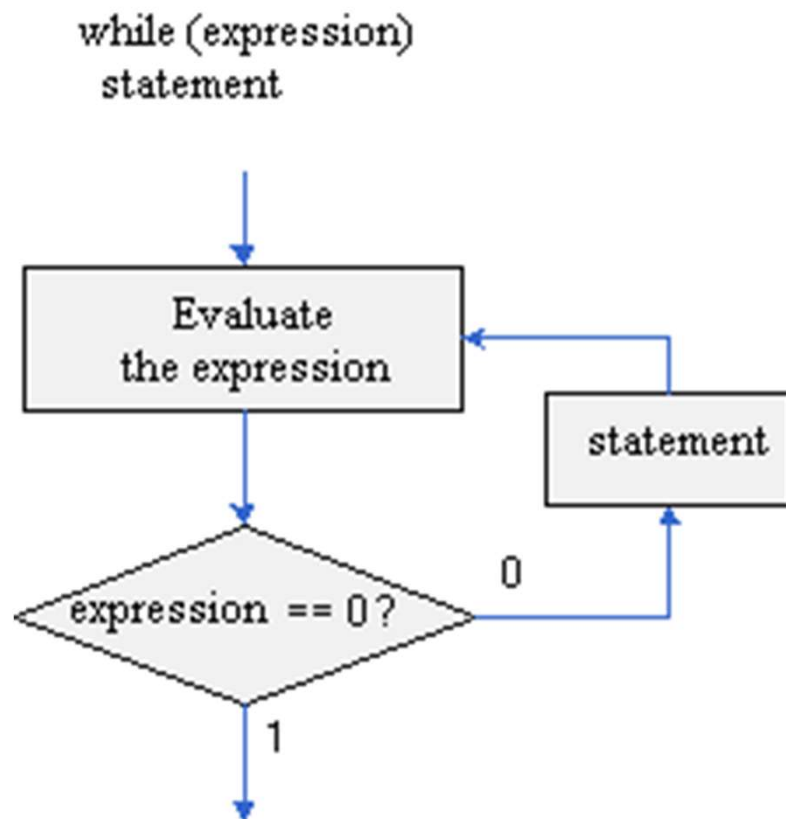 while (expression)
statement
Evaluate
the expression
statement
0
expression == 0?
1